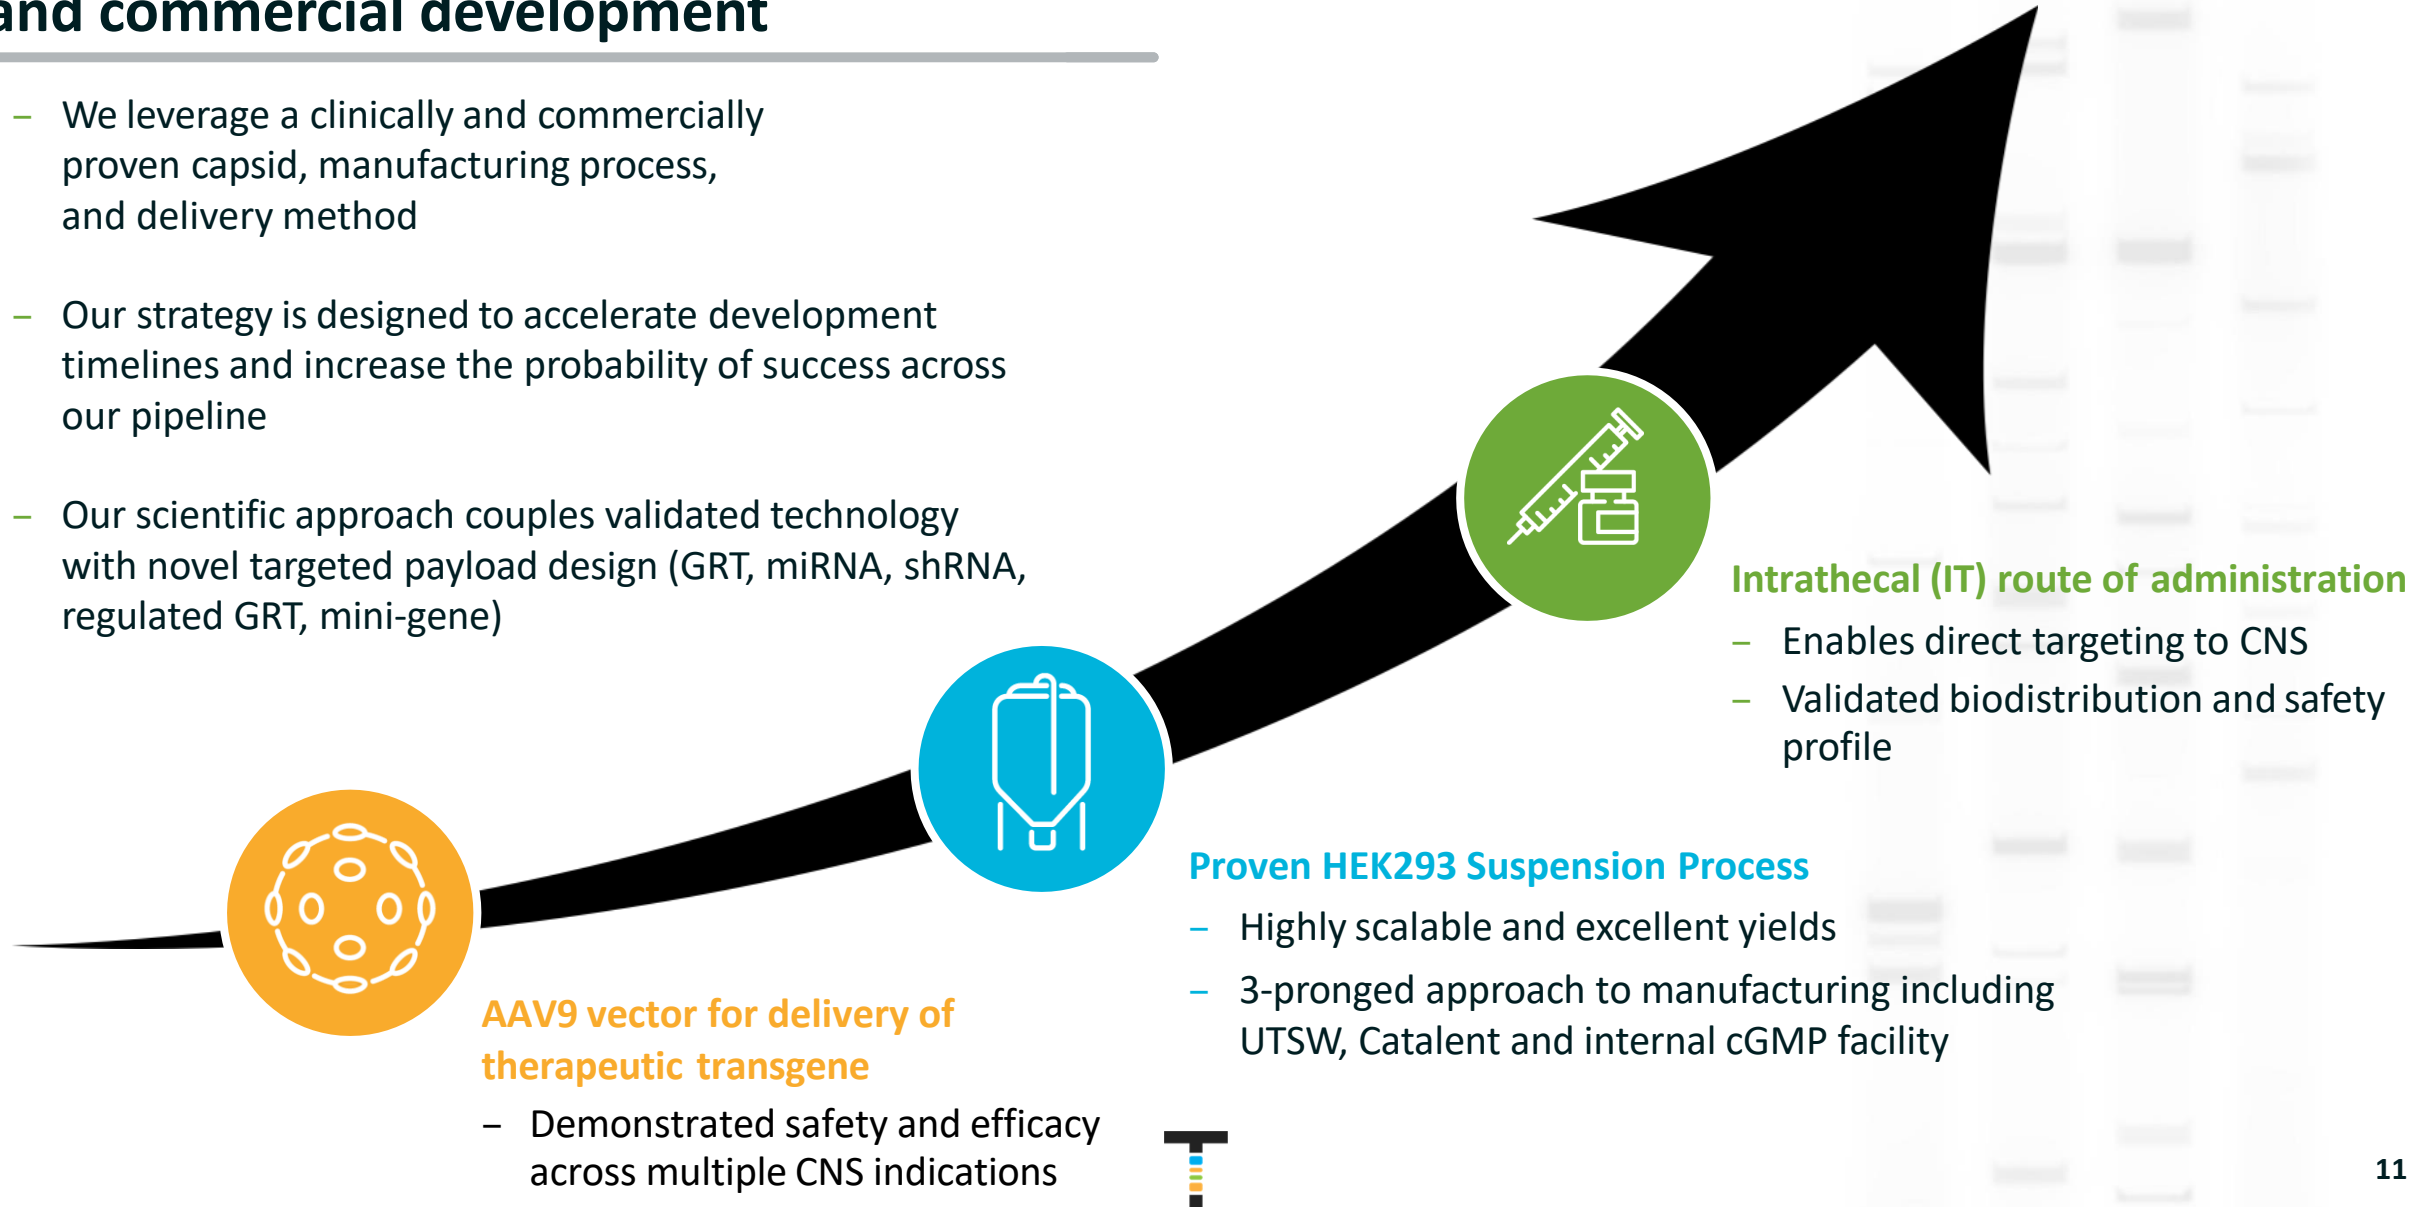 and commercial development
– We leverage a clinically and commercially
proven capsid, manufacturing process,
and delivery method
– Our strategy is designed to accelerate development
timelines and increase the probability of success across
our pipeline
– Our scientific approach couples validated technology
with novel targeted payload design (GRT, miRNA, shRNA,
regulated GRT, mini-gene)
Intrathecal (IT) route of administration
– Enables direct targeting to CNS
– Validated biodistribution and safety
profile
Proven HEK293 Suspension Process
– Highly scalable and excellent yields
– 3-pronged approach to manufacturing including
UTSW, Catalent and internal cGMP facility
AAV9 vector for delivery of
therapeutic transgene
– Demonstrated safety and efficacy
across multiple CNS indications
T
11